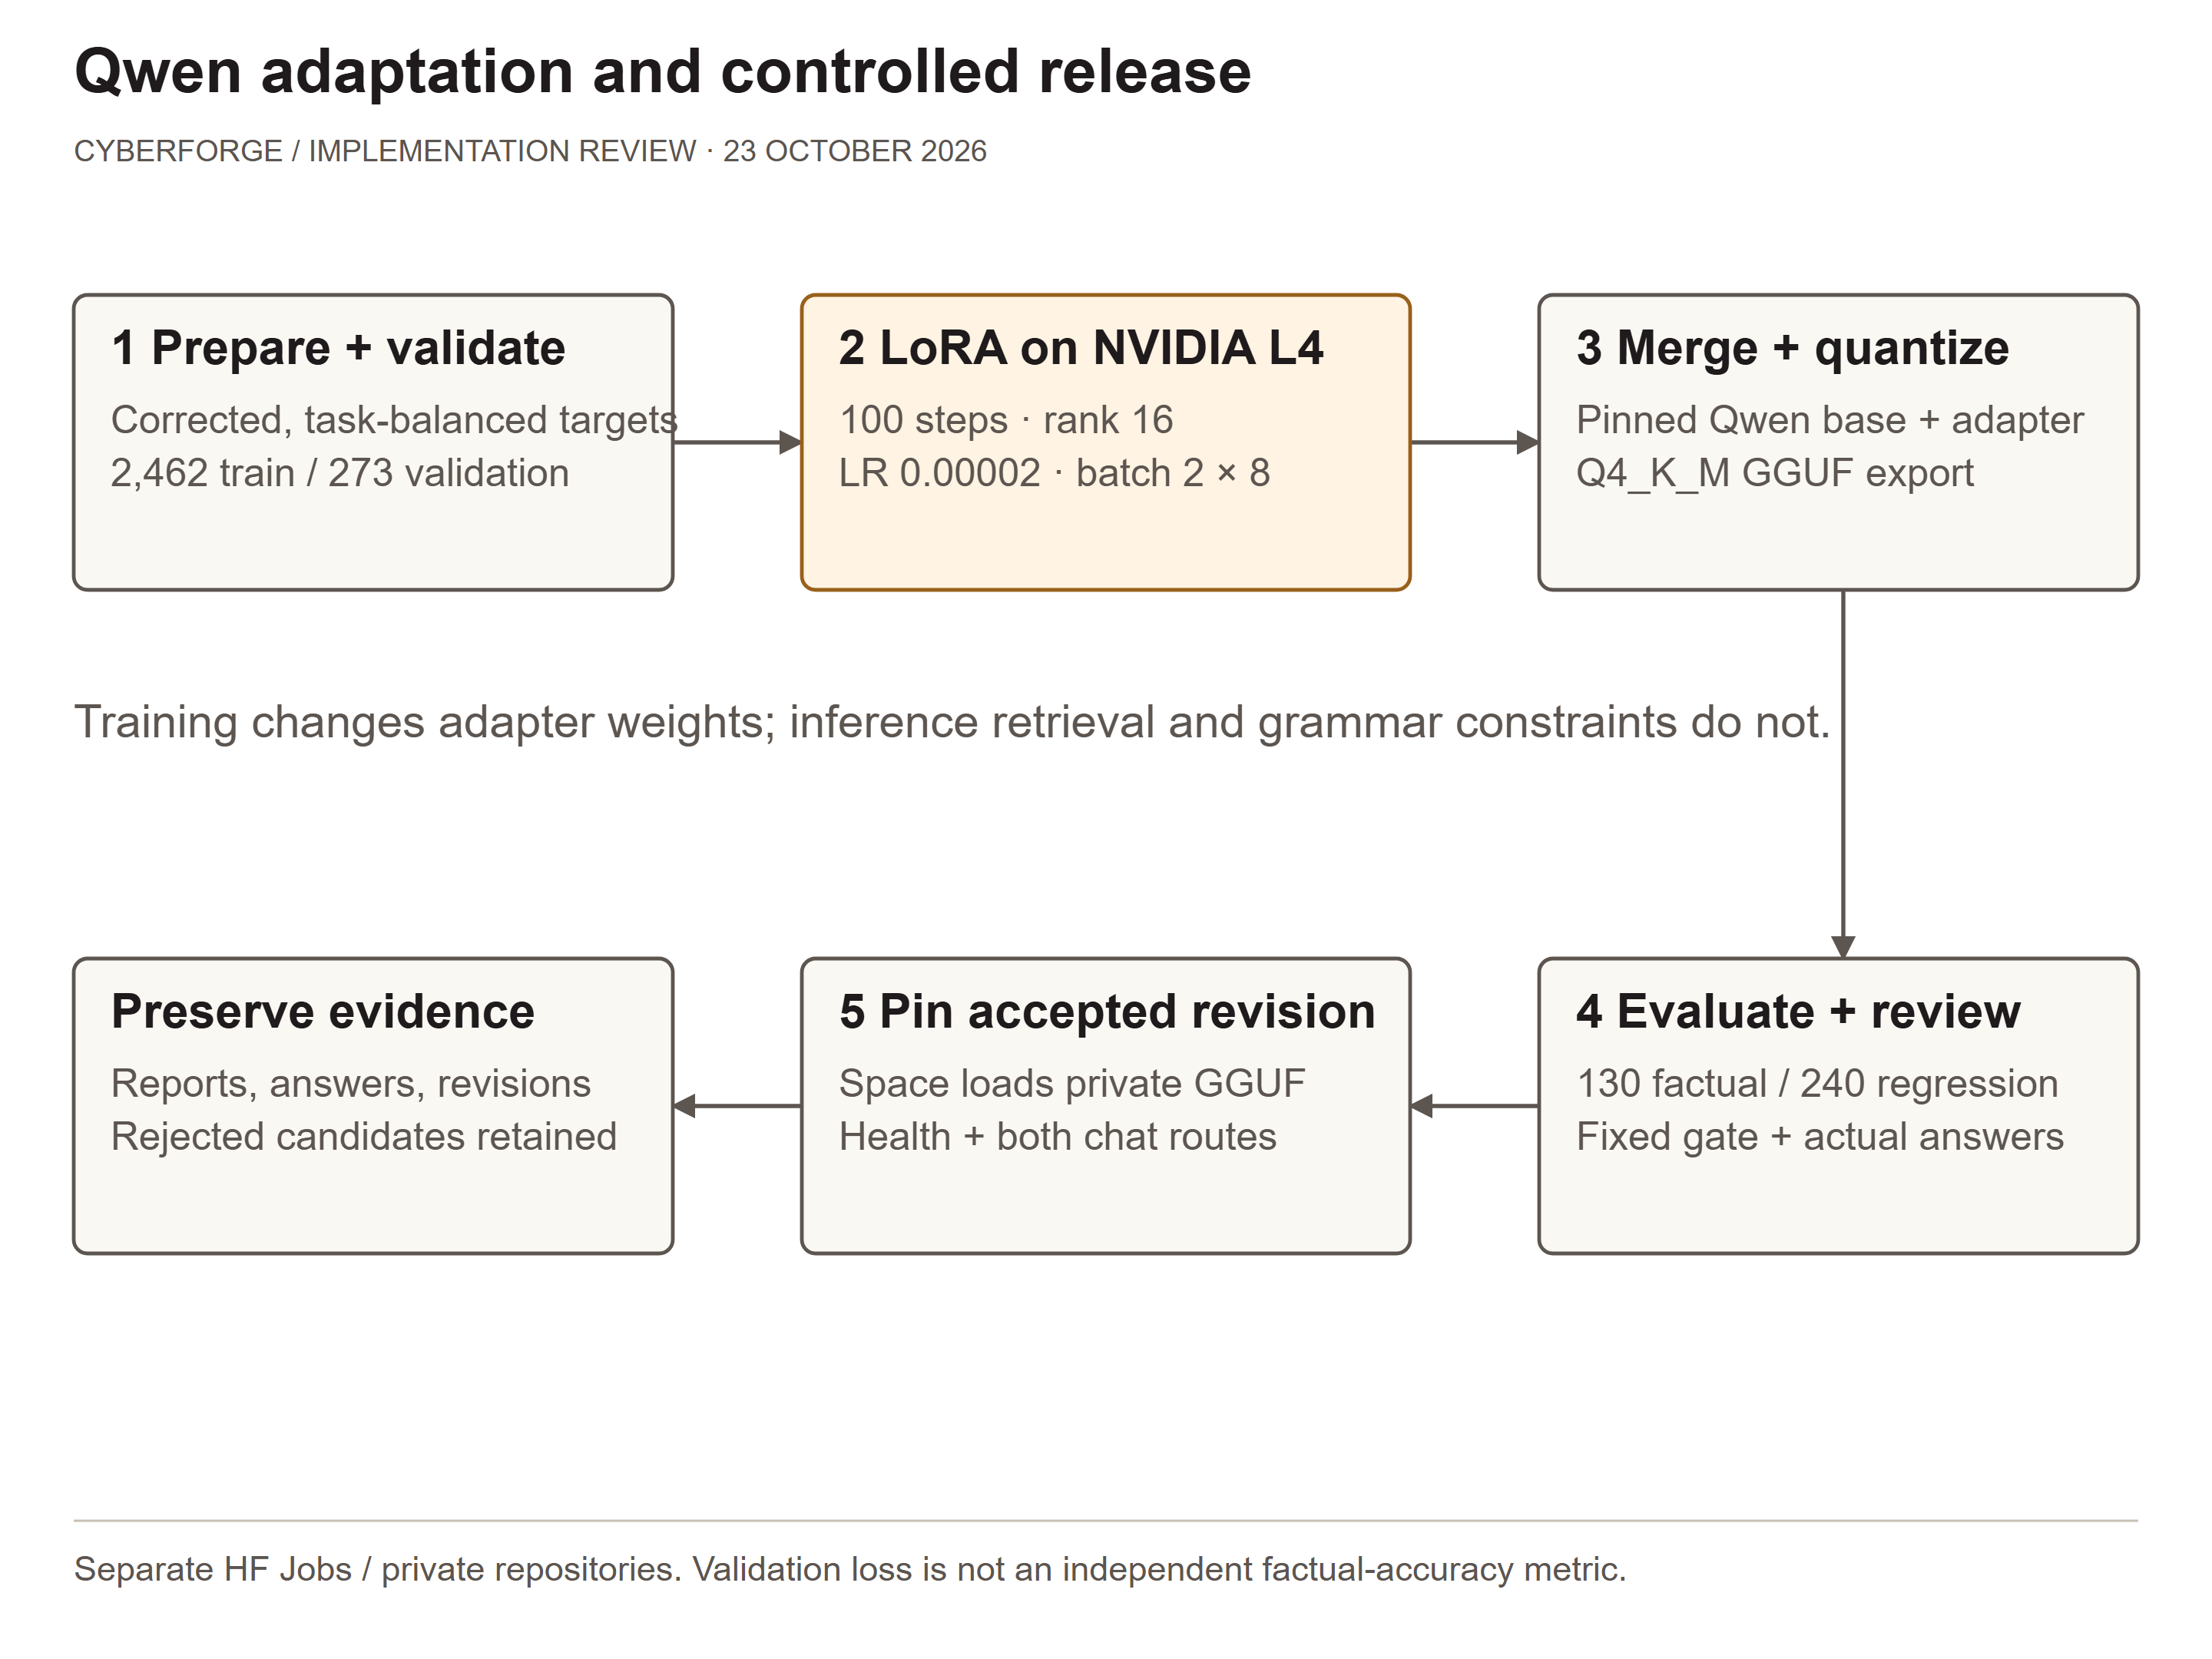 Qwen adaptation and controlled release
CYBERFORGE / IMPLEMENTATION REVIEW · 23 OCTOBER 2026
1 Prepare + validate
Corrected, task-balanced targets
2,462 train / 273 validation
2 LoRA on NVIDIA L4
100 steps · rank 16
LR 0.00002 · batch 2 × 8
3 Merge + quantize
Pinned Qwen base + adapter
Q4_K_M GGUF export
Training changes adapter weights; inference retrieval and grammar constraints do not.
Preserve evidence
Reports, answers, revisions
Rejected candidates retained
5 Pin accepted revision
Space loads private GGUF
Health + both chat routes
4 Evaluate + review
130 factual / 240 regression
Fixed gate + actual answers
Separate HF Jobs / private repositories. Validation loss is not an independent factual-accuracy metric.